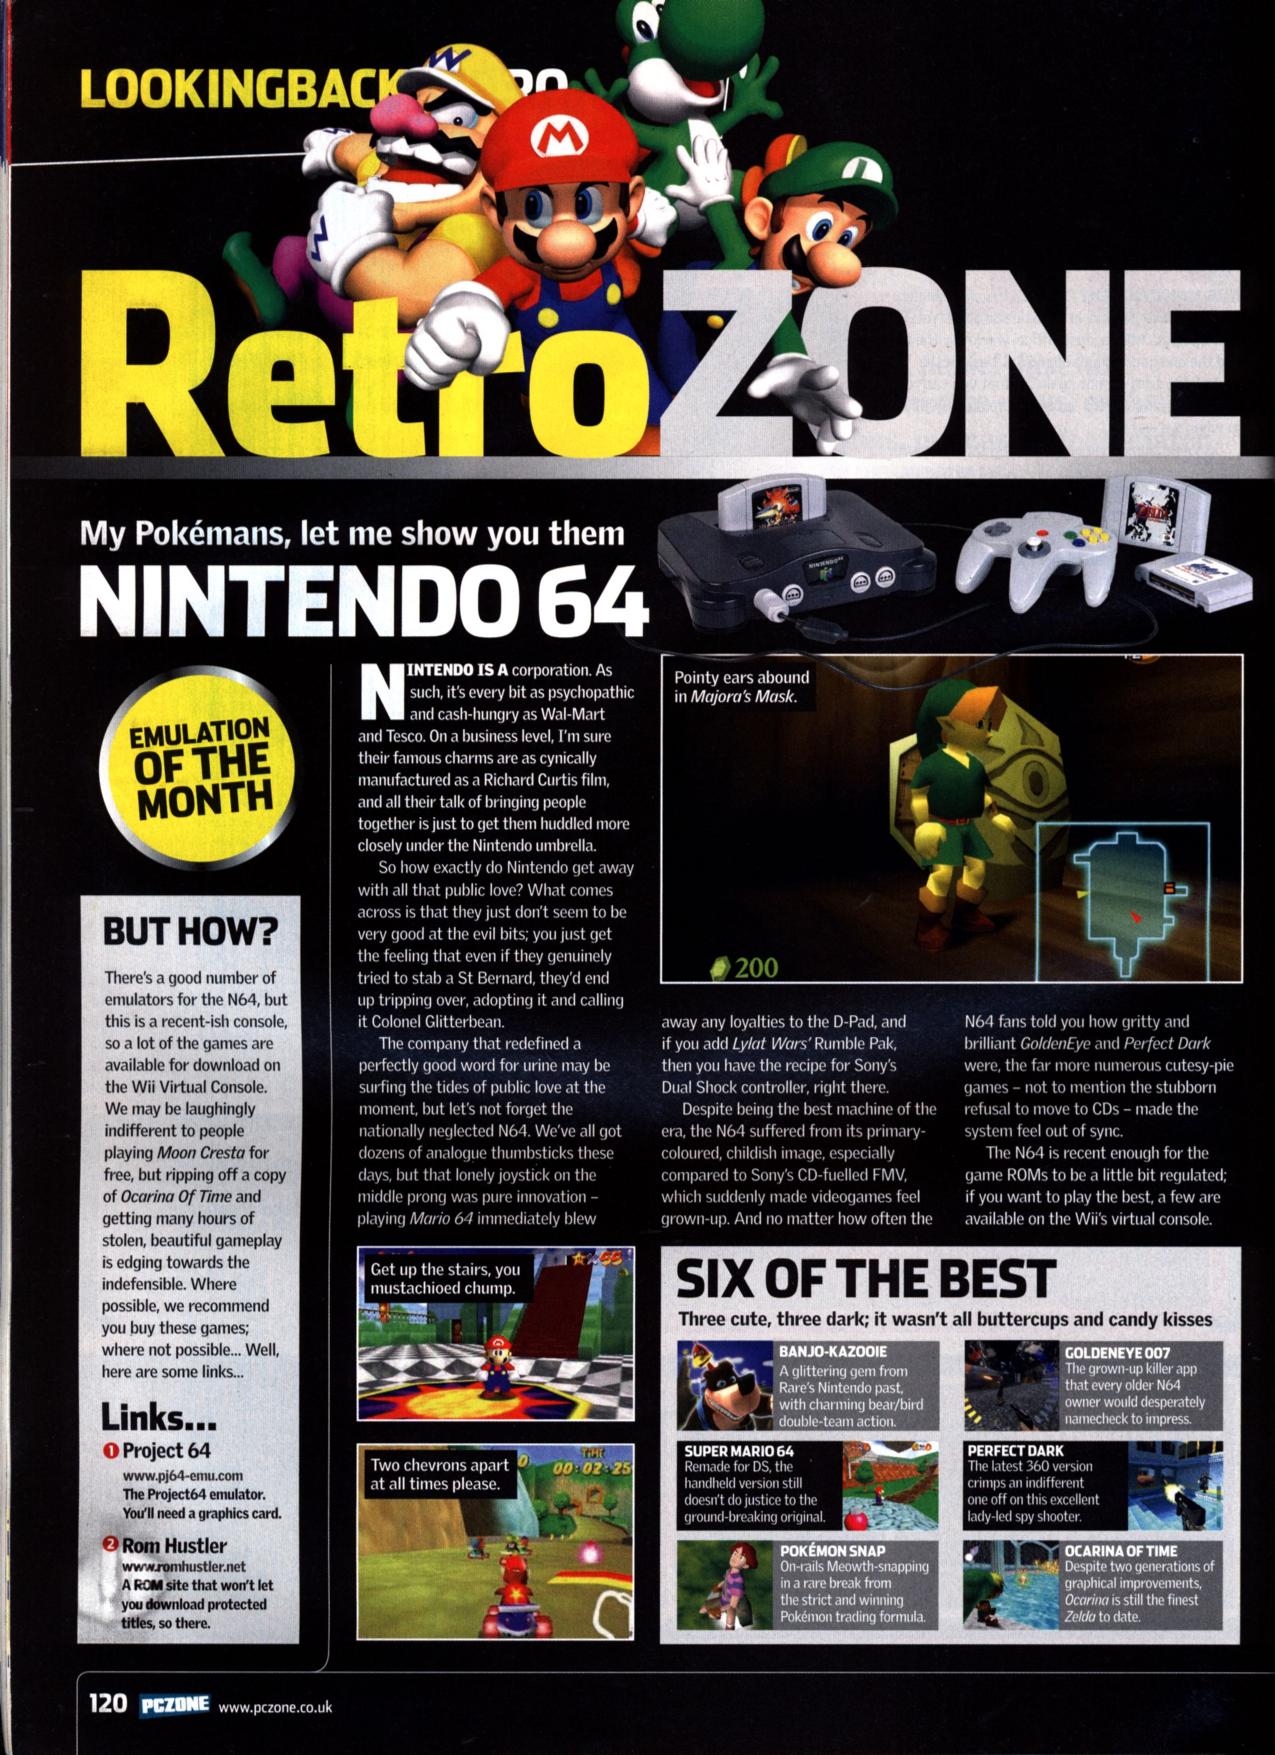 LOOKINGBACK
RO
RetroZONE
My Pokémans, let me show you them
NINTENDO 64
EMULATION
OF THE
MONTH
BUT HOW?
There's a good number of
emulators for the N64, but
this is a recent-ish console,
so a lot of the games are
available for download on
the Wii Virtual Console.
We may be laughingly
indifferent to people
playing Moon Cresta for
free, but ripping off a copy
of Ocarina Of Time and
getting many hours of
stolen, beautiful gameplay
is edging towards the
indefensible. Where
possible, we recommend
you buy these games;
where not possible... Well,
here are some links...
Links...
1 Project 64
www.pj64-emu.com
The Project64 emulator.
You'll need a graphics card.
2 Rom Hustler
www.romhustler.net
A ROM site that won't let
you download protected
titles, so there.
NINTENDO IS A corporation. As
such, it's every bit as psychopathic
and cash-hungry as Wal-Mart
and Tesco. On a business level, I'm sure
their famous charms are as cynically
manufactured as a Richard Curtis film,
and all their talk of bringing people
together is just to get them huddled more
closely under the Nintendo umbrella.
So how exactly do Nintendo get away
with all that public love? What comes
across is that they just don't seem to be
very good at the evil bits; you just get
the feeling that even if they genuinely
tried to stab a St Bernard, they'd end
up tripping over, adopting it and calling
it Colonel Glitterbean.
The company that redefined a
perfectly good word for urine may be
surfing the tides of public love at the
moment, but let's not forget the
nationally neglected N64. We've all got
dozens of analogue thumbsticks these
days, but that lonely joystick on the
middle prong was pure innovation –
playing Mario 64 immediately blew
Pointy ears abound
in Majora's Mask.
200
away any loyalties to the D-Pad, and
if you add Lylat Wars' Rumble Pak,
then you have the recipe for Sony's
Dual Shock controller, right there.
Despite being the best machine of the
era, the N64 suffered from its primary-
coloured, childish image, especially
compared to Sony's CD-fuelled FMV,
which suddenly made videogames feel
grown-up. And no matter how often the
N64 fans told you how gritty and
brilliant GoldenEye and Perfect Dark
were, the far more numerous cutesy-pie
games – not to mention the stubborn
refusal to move to CDs – made the
system feel out of sync.
The N64 is recent enough for the
game ROMs to be a little bit regulated;
if you want to play the best, a few are
available on the Wii's virtual console.
Get up the stairs, you
mustachioed chump.
Two chevrons apart
at all times please.
TIME
00:02:25
SIX OF THE BEST
Three cute, three dark; it wasn't all buttercups and candy kisses
BANJO-KAZOOIE
A glittering gem from
Rare's Nintendo past,
with charming bear/bird
double-team action.
GOLDENEYE 007
The grown-up killer app
that every older N64
owner would desperately
namecheck to impress.
SUPER MARIO 64
Remade for DS, the
handheld version still
doesn't do justice to the
ground-breaking original.
PERFECT DARK
The latest 360 version
crimps an indifferent
one off on this excellent
lady-led spy shooter.
POKÉMON SNAP
On-rails Meowth-snapping
in a rare break from
the strict and winning
Pokémon trading formula.
OCARINA OF TIME
Despite two generations of
graphical improvements,
Ocarina is still the finest
Zelda to date.
120 PCZONE www.pczone.co.uk